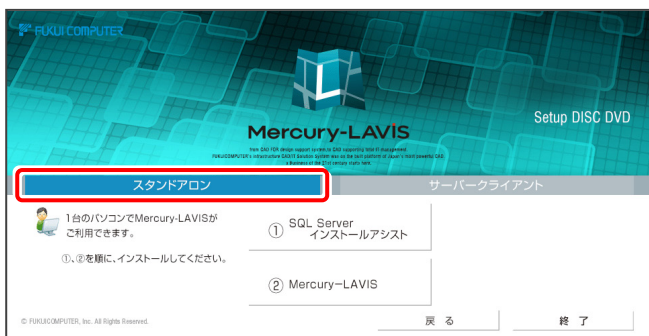 FUKUI COMPUTER
Mercury-LAVIS
Setup DISC DVD
スタンドアロン
サーバークライアント
1台のパソコンでMercury-LAVISが
ご利用できます。
①、②を順に、インストールしてください。
① SQL Server
インストールアシスト
② Mercury-LAVIS
© FUKUICOMPUTER, Inc. All Rights Reserved.
戻 る
終 了